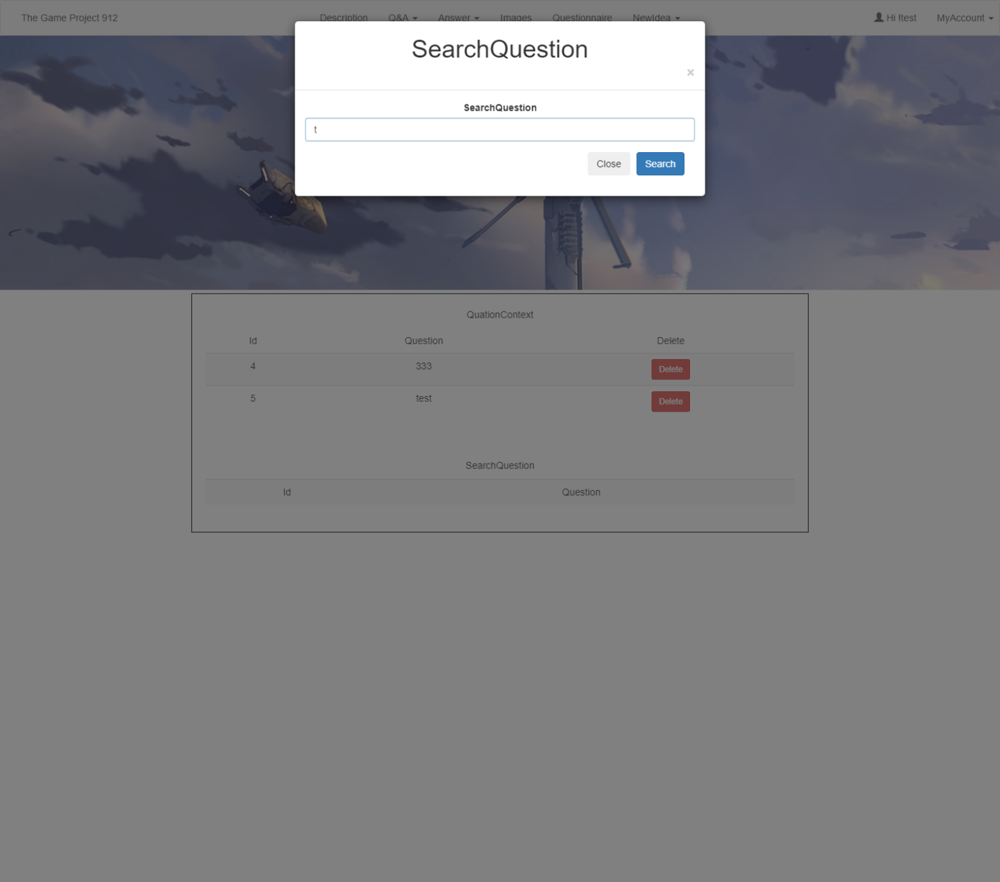 The Game Project 912 Description Q&A Answer Images Questionnaire NewIdea Hi !test MyAccount
SearchQuestion
×
SearchQuestion
t
Close Search
QuationContext
Id Question Delete
4 333 Delete
5 test Delete
SearchQuestion
Id Question